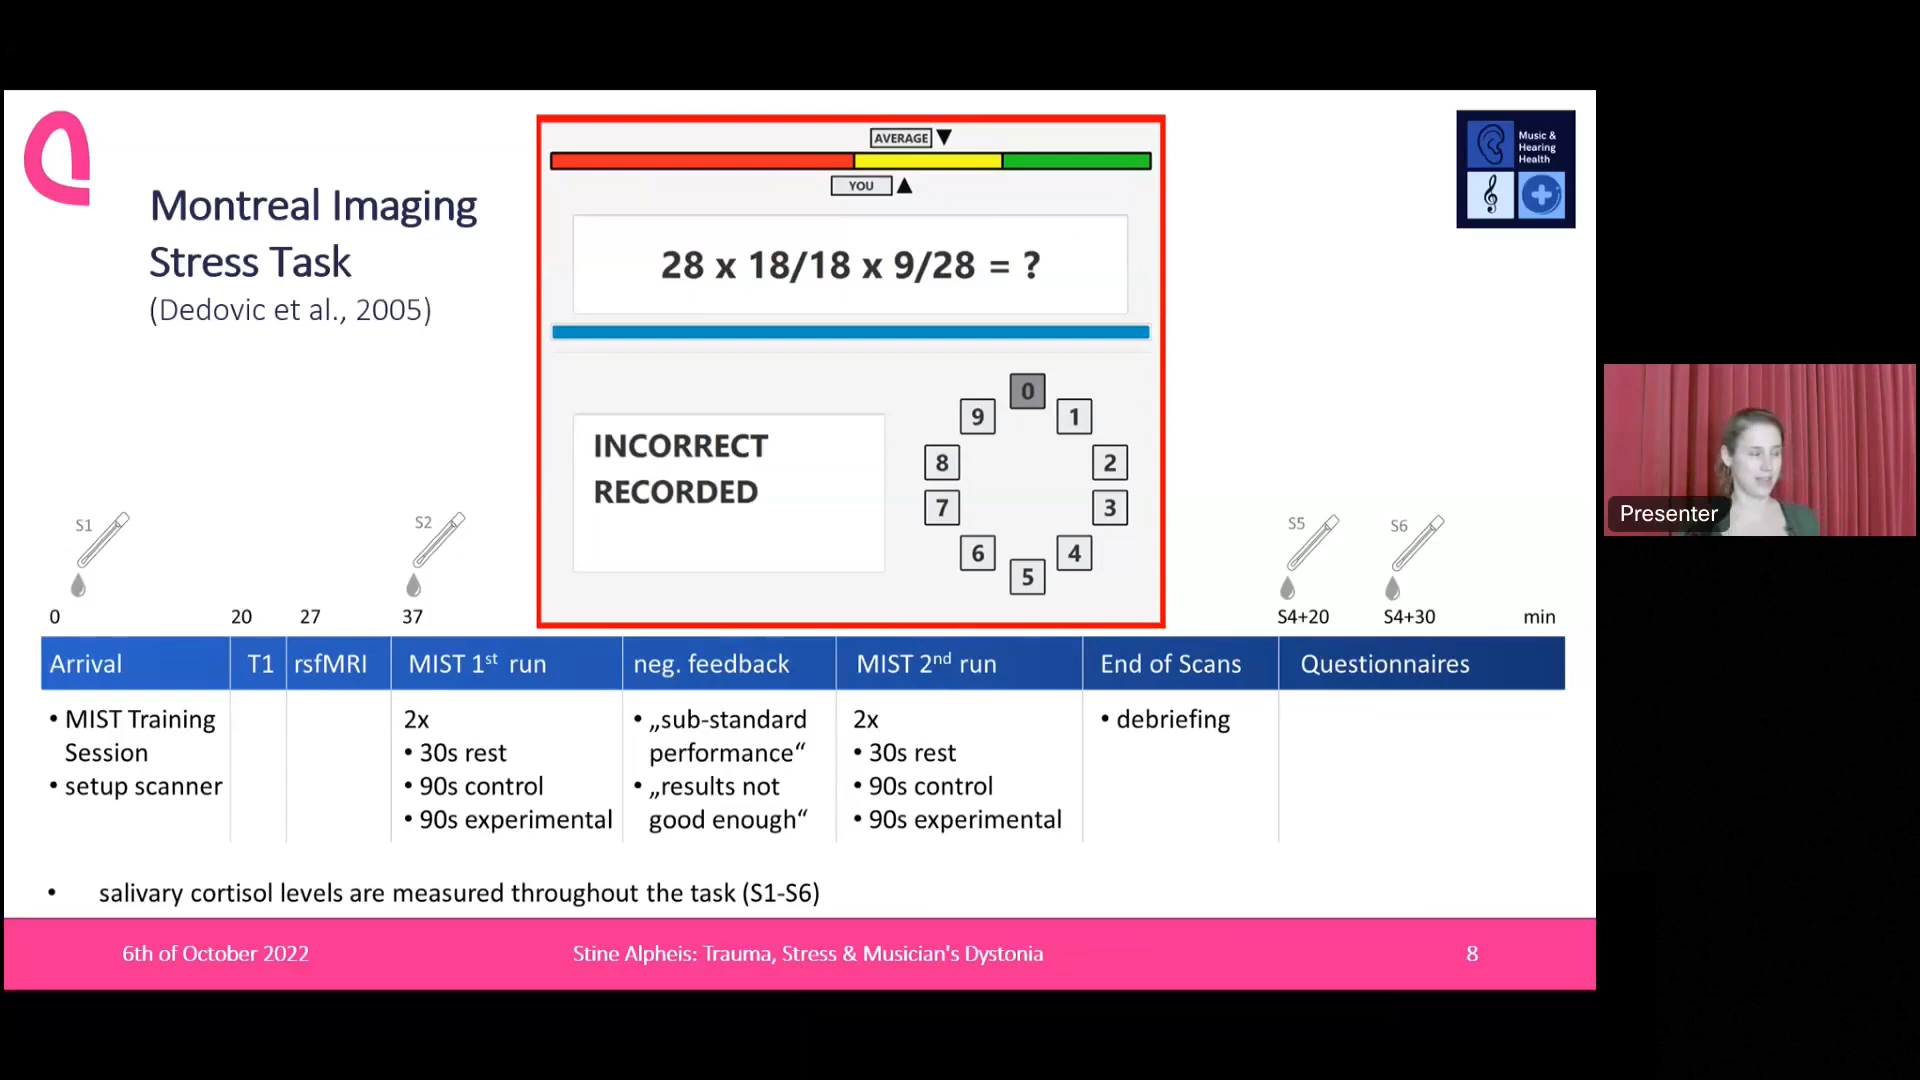 Montreal Imaging
Stress Task
(Dedovic et al., 2005)
AVERAGE
YOU
28 x 18/18 x 9/28 = ?
INCORRECT
RECORDED
0
1
2
3
4
5
6
7
8
9
Music &
Hearing
Health
S1
S2
S5
S6
0 20 27 37 S4+20 S4+30 min
Arrival T1 rsfMRI MIST 1st run neg. feedback MIST 2nd run End of Scans Questionnaires
• MIST Training
Session
• setup scanner
2x
• 30s rest
• 90s control
• 90s experimental
• „sub-standard
performance“
• „results not
good enough“
2x
• 30s rest
• 90s control
• 90s experimental
• debriefing
• salivary cortisol levels are measured throughout the task (S1-S6)
6th of October 2022 Stine Alpheis: Trauma, Stress & Musician's Dystonia 8
Presenter